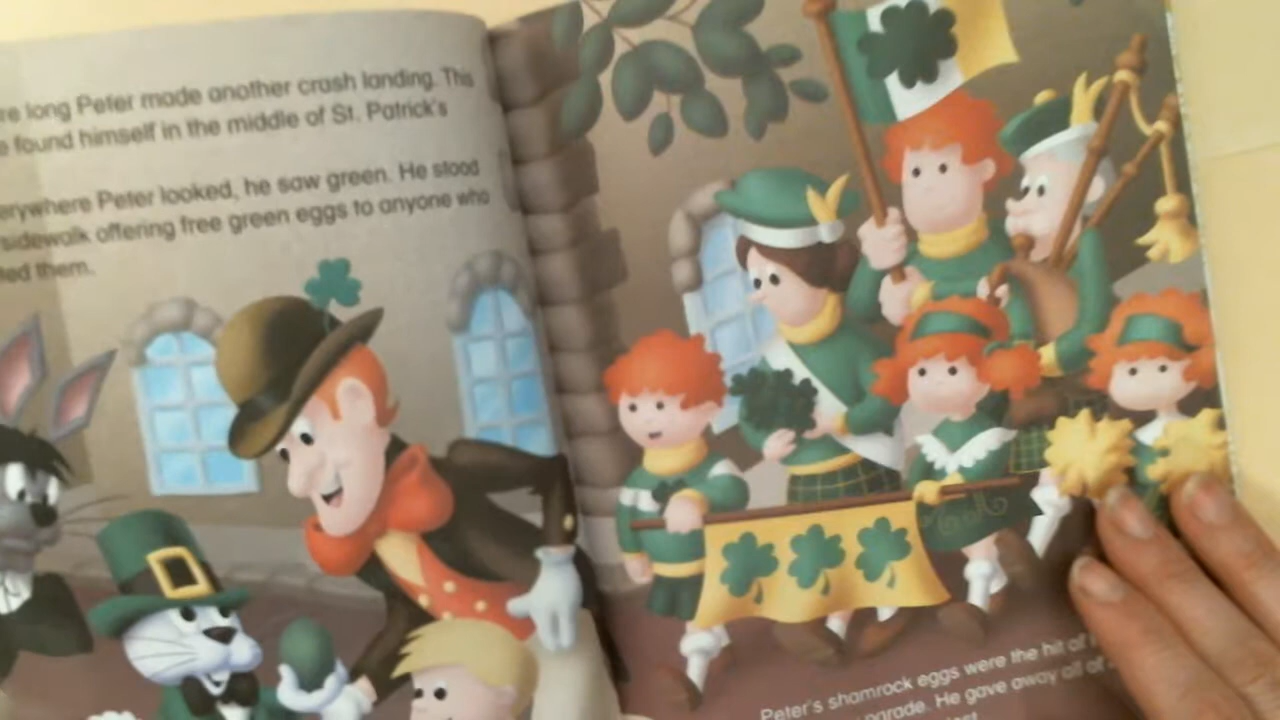 re long Peter made another crash landing. This
e found himself in the middle of St. Patrick's
erywhere Peter looked, he saw green. He stood
sidewalk offering free green eggs to anyone who
ted them.
Peter's shamrock eggs were the hit of
parade. He gave away all of